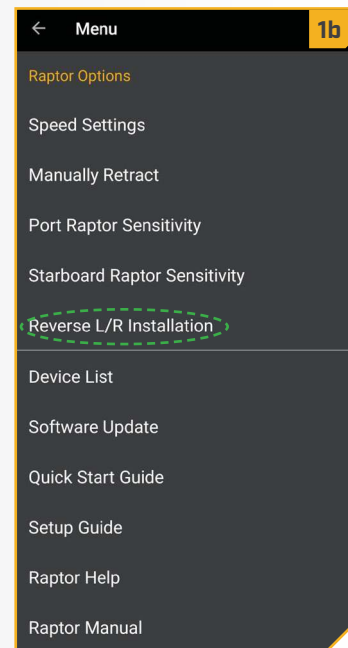 ← Menu
1b
Raptor Options
Speed Settings
Manually Retract
Port Raptor Sensitivity
Starboard Raptor Sensitivity
Reverse L/R Installation
Device List
Software Update
Quick Start Guide
Setup Guide
Raptor Help
Raptor Manual